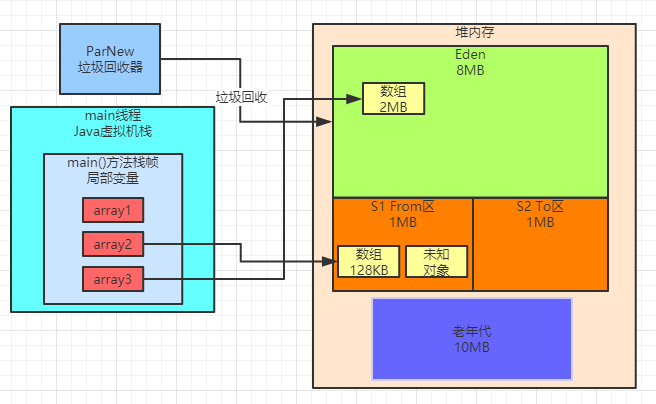 ParNew
垃圾回收器
垃圾回收
main线程
Java虚拟机栈
main()方法栈帧
局部变量
array1
array2
array3
堆内存
Eden
8MB
数组
2MB
S1 From区
1MB
S2 To区
1MB
数组
128KB
未知
对象
老年代
10MB